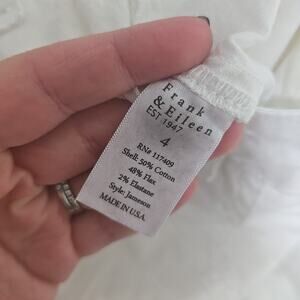 Frank
& Eileen
EST 1947
4
RN# 117409
Shell: 50% Cotton
48% Flax
2% Elastane
Style: Jameson
MADE IN U.S.A.